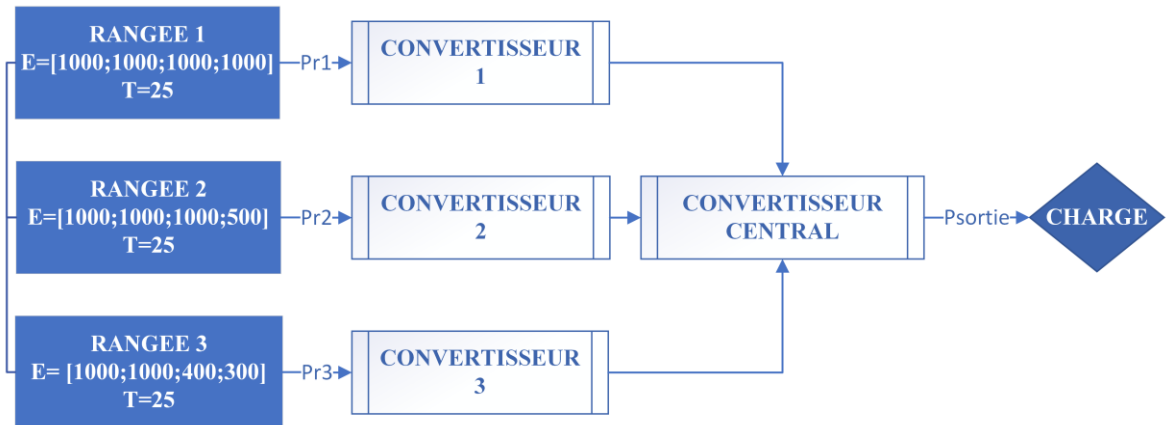 RANGEE 1
E=[1000;1000;1000;1000]
T=25
Pr1
CONVERTISSEUR
1
RANGEE 2
E=[1000;1000;1000;500]
T=25
Pr2
CONVERTISSEUR
2
CONVERTISSEUR
CENTRAL
Psortie
CHARGE
RANGEE 3
E= [1000;1000;400;300]
T=25
Pr3
CONVERTISSEUR
3